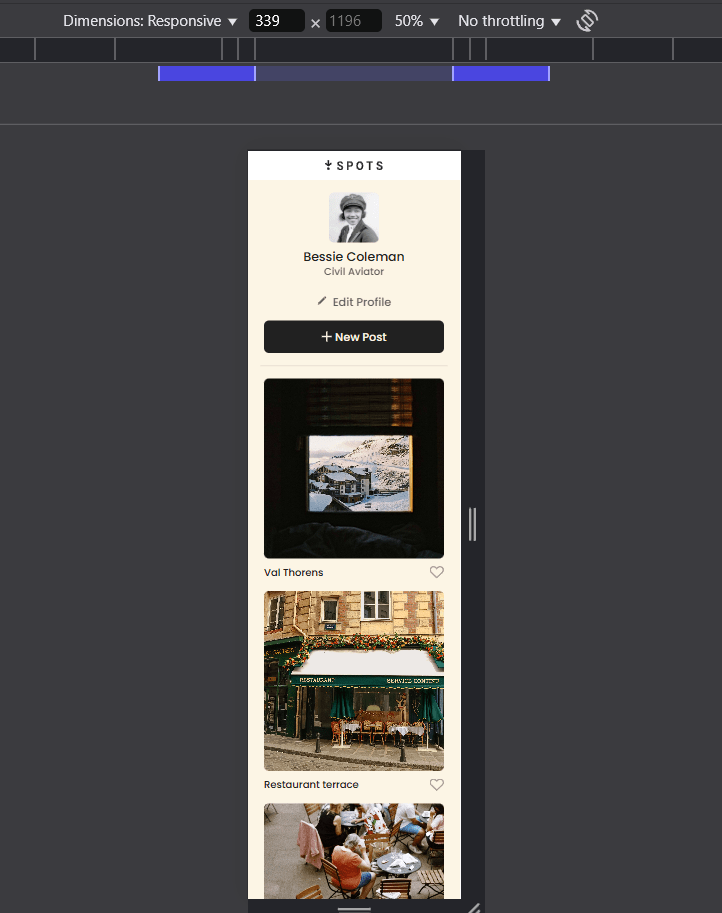 Dimensions: Responsive ▼ 339 × 1196 50% ▼ No throttling ▼
SPOTS
Bessie Coleman
Civil Aviator
Edit Profile
+ New Post
Val Thorens
RESTAURANT SERVICE CONTINU
Restaurant terrace